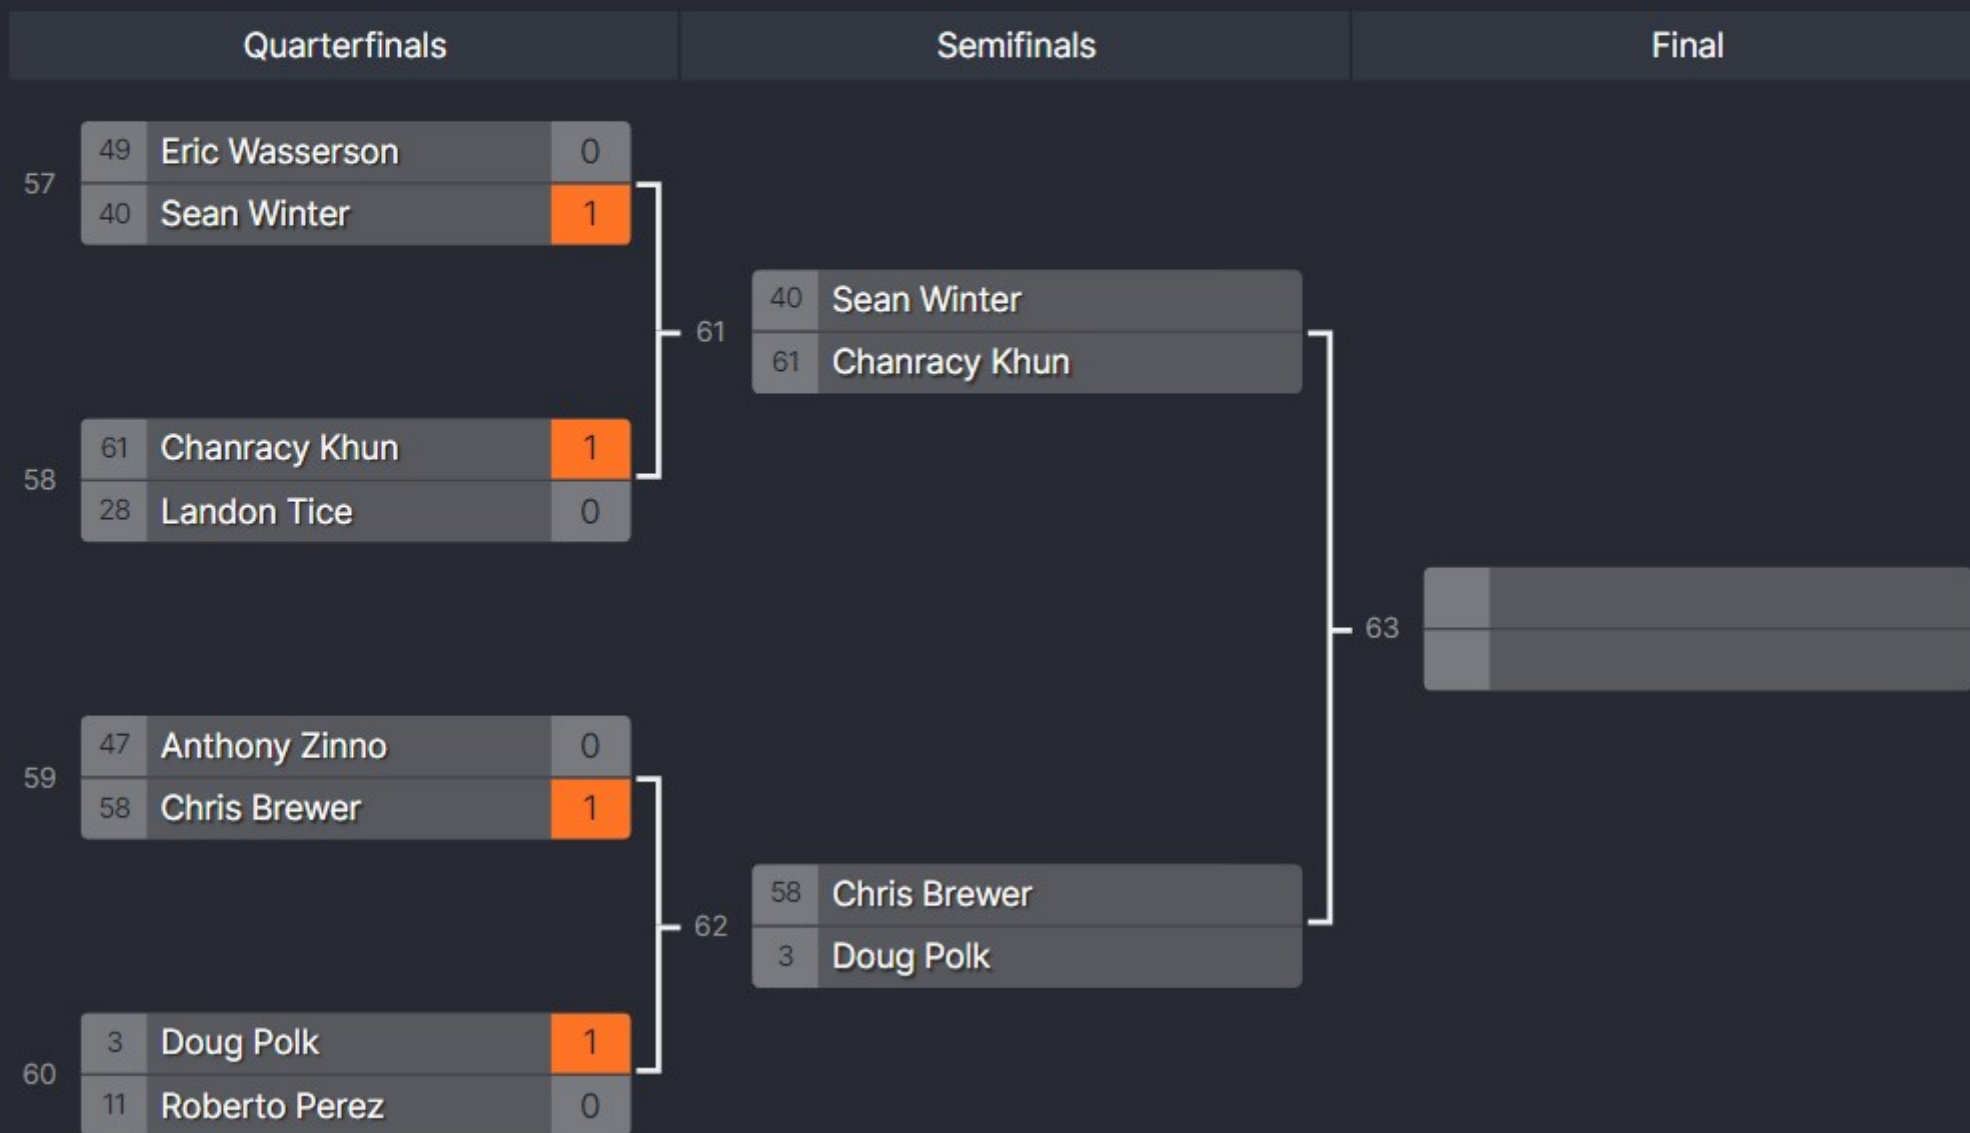 Quarterfinals Semifinals Final
57
49 Eric Wasserson 0
40 Sean Winter 1
58
61 Chanracy Khun 1
28 Landon Tice 0
59
47 Anthony Zinno 0
58 Chris Brewer 1
60
3 Doug Polk 1
11 Roberto Perez 0
61
40 Sean Winter
61 Chanracy Khun
62
58 Chris Brewer
3 Doug Polk
63